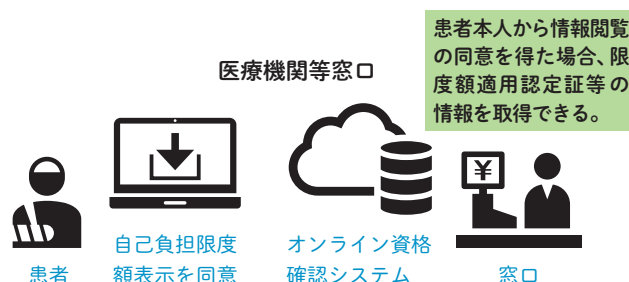 患者本人から情報閲覧
の同意を得た場合、限
度額適用認定証等の
情報を取得できる。
医療機関等窓口
¥
患者
自己負担限度
額表示を同意
オンライン資格
確認システム
窓口